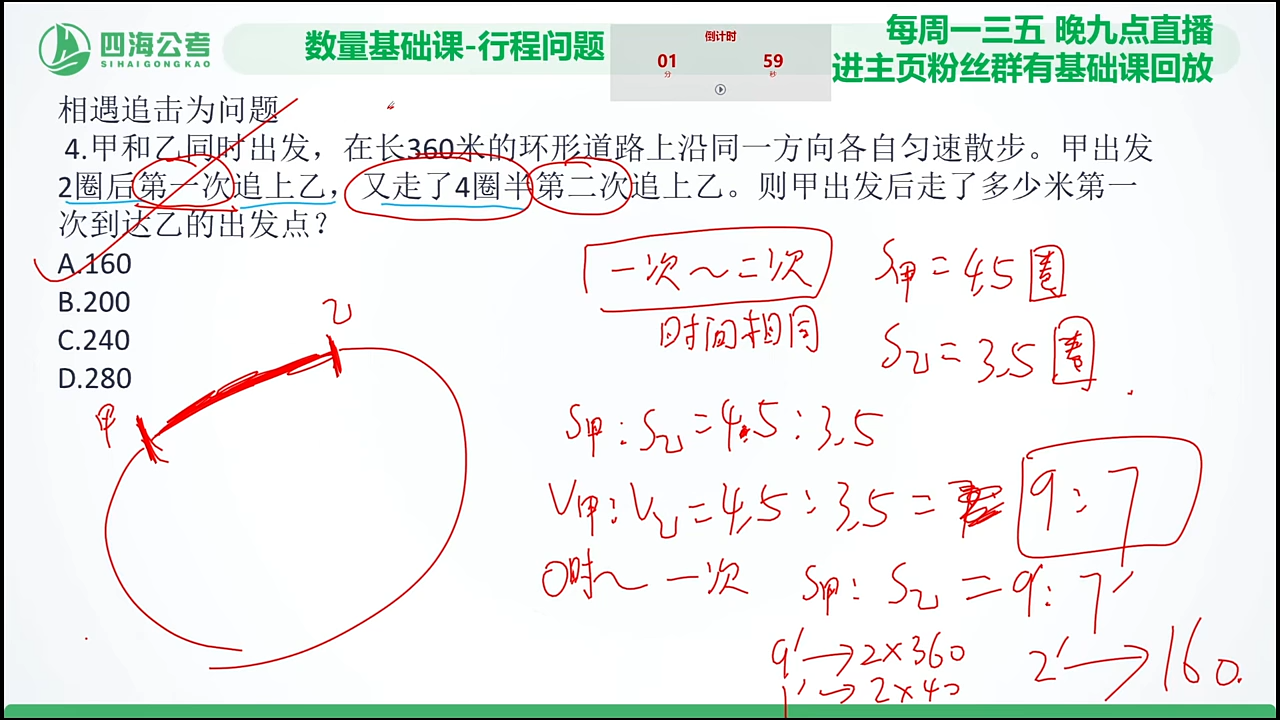 四海公考
SIHAIGONGKAO
数量基础课-行程问题
倒计时
01 59
分 秒
每周一三五 晚九点直播
进主页粉丝群有基础课回放
相遇追击为问题
4.甲和乙同时出发，在长360米的环形道路上沿同一方向各自匀速散步。甲出发
2圈后第一次追上乙，又走了4圈半第二次追上乙。则甲出发后走了多少米第一
次到达乙的出发点？
A.160
B.200
C.240
D.280
乙
甲
一次～二次
时间相同
S甲=4.5圈
S乙=3.5圈
S甲:S乙=4.5:3.5
V甲:V乙=4.5:3.5= 9:7
0时～一次 S甲:S乙=9:7'
9'→2×360
1'→2×40
2'→160.